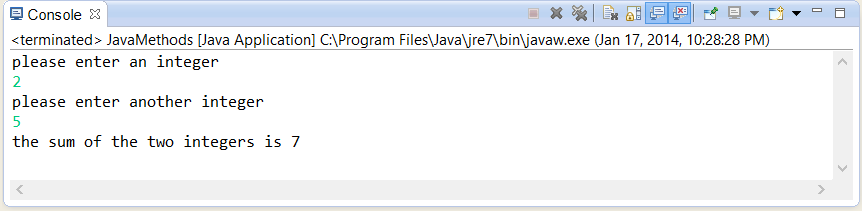 Console
<terminated> JavaMethods [Java Application] C:\Program Files\Java\jre7\bin\javaw.exe (Jan 17, 2014, 10:28:28 PM)
please enter an integer
2
please enter another integer
5
the sum of the two integers is 7